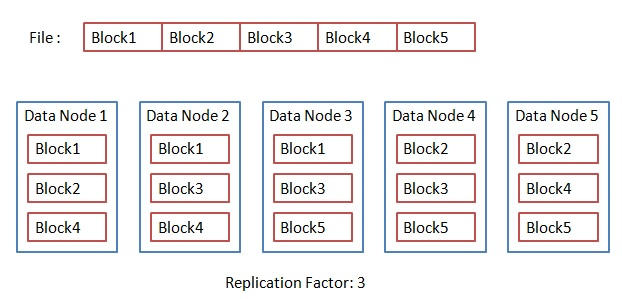 File : Block1 Block2 Block3 Block4 Block5
Data Node 1 Data Node 2 Data Node 3 Data Node 4 Data Node 5
Block1 Block1 Block1 Block2 Block2
Block2 Block3 Block3 Block3 Block4
Block4 Block4 Block5 Block5 Block5
Replication Factor: 3